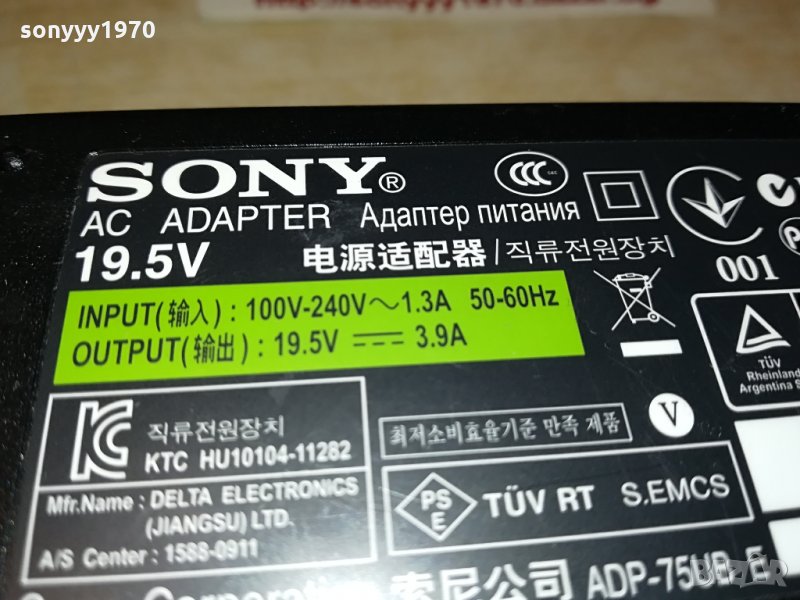 sonyyy1970
SONY®
AC ADAPTER Адаптер питания
19.5V 电源适配器/직류전원장치
INPUT(输入) : 100V-240V～1.3A 50-60Hz
OUTPUT(输出) : 19.5V ⎓ 3.9A
001
TÜV
Rheinland
Argentina
직류전원장치
KTC HU10104-11282
Mfr.Name : DELTA ELECTRONICS
(JIANGSU) LTD.
A/S Center : 1588-0911
최저소비효율기준 만족 제품
V
PS
E
TÜV RT S.EMCS
Corporation 索尼公司 ADP-75UB